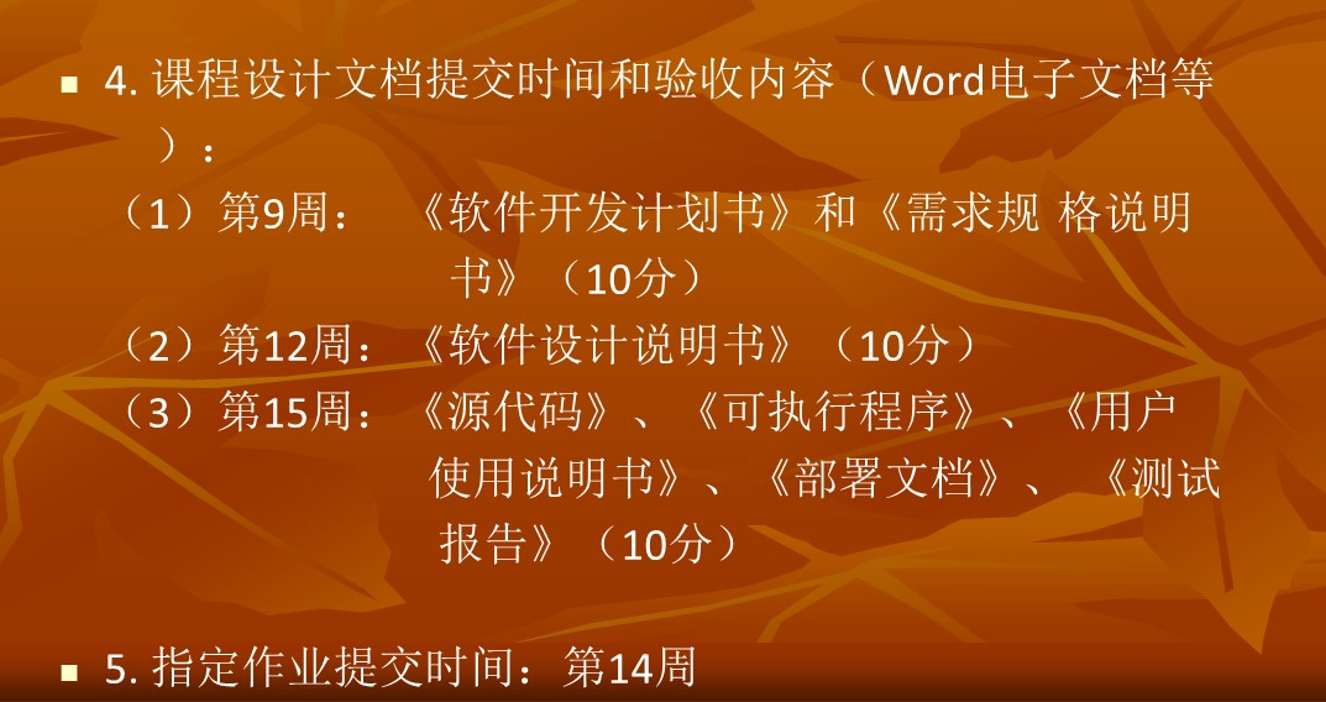 4. 课程设计文档提交时间和验收内容（Word电子文档等
）：
（1）第9周： 《软件开发计划书》和《需求规 格说明
书》（10分）
（2）第12周： 《软件设计说明书》（10分）
（3）第15周： 《源代码》、《可执行程序》、《用户
使用说明书》、《部署文档》、 《测试
报告》（10分）
5. 指定作业提交时间：第14周